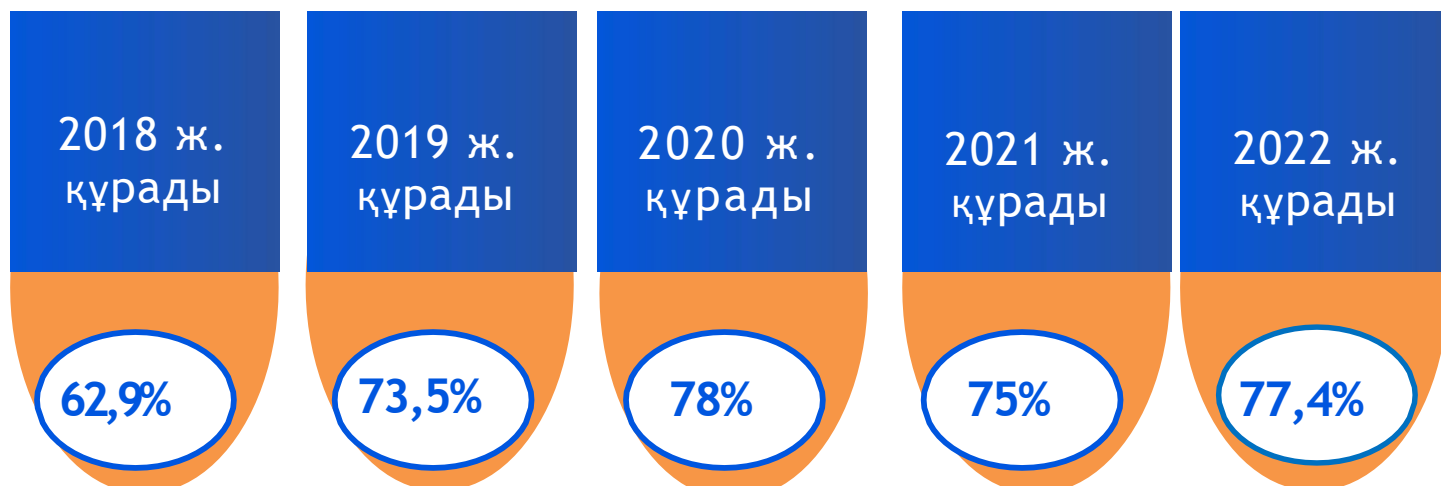 2018 ж.
құрады
62,9%
2019 ж.
құрады
73,5%
2020 ж.
құрады
78%
2021 ж.
құрады
75%
2022 ж.
құрады
77,4%